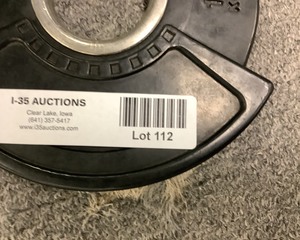 I-35 AUCTIONS
Clear Lake, Iowa
(641) 357-5417
www.i35auctions.com
Lot 112